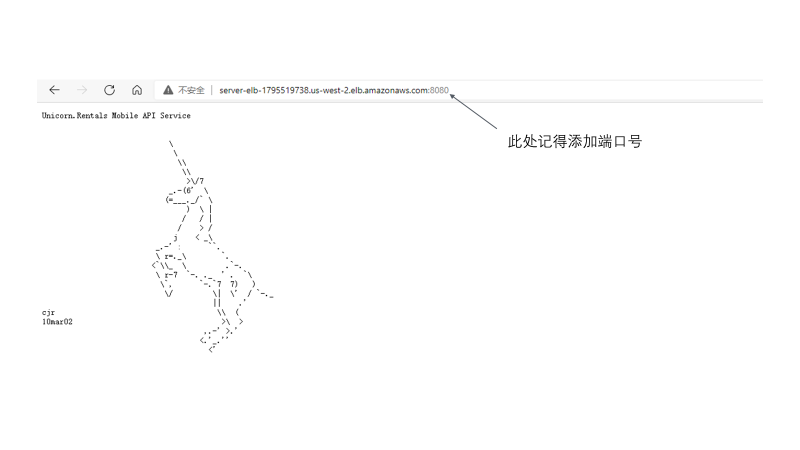 不安全 | server-elb-1795519738.us-west-2.elb.amazonaws.com:8080
Unicorn.Rentals Mobile API Service
此处记得添加端口号
cjr
10mar02